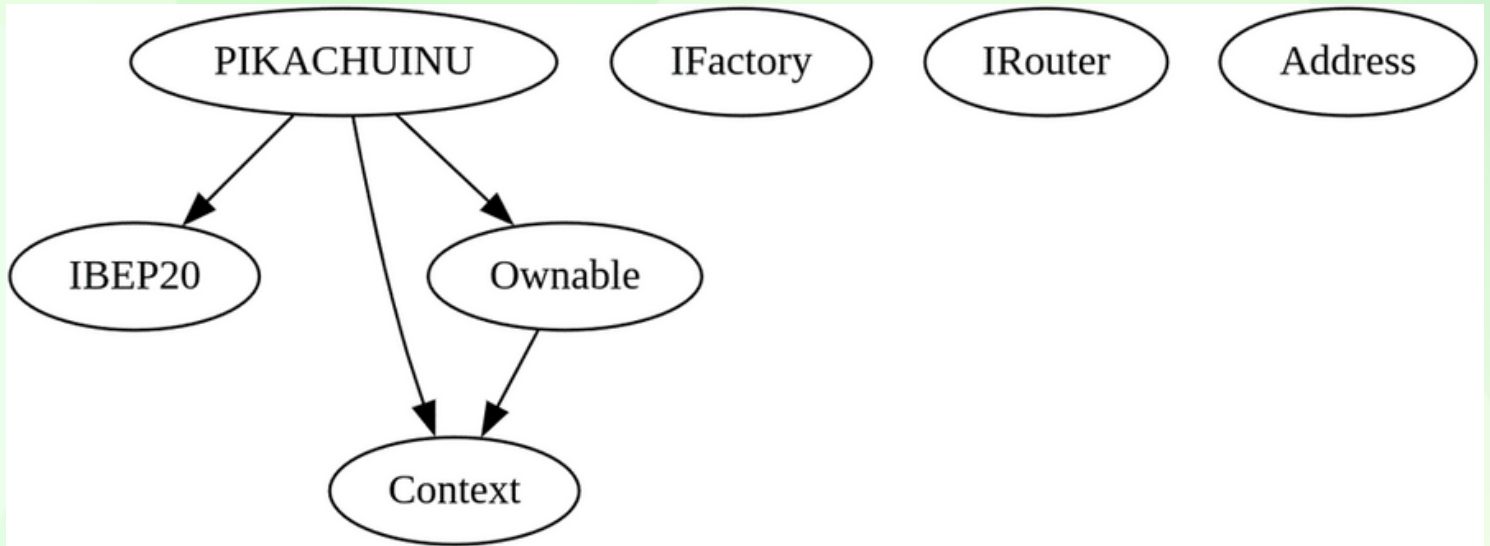 PIKACHUINU
IFactory
IRouter
Address
IBEP20
Ownable
Context